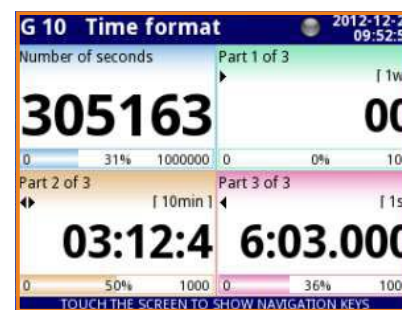 G 10 Time format
2012-12-2
09:52:5
Number of seconds
305163
0 31% 1000000
Part 1 of 3
[ 1w
00
0 0% 10
Part 2 of 3
[ 10min ]
03:12:4
0 50% 1000
Part 3 of 3
[ 1s
6:03.000
0 36% 100
TOUCH THE SCREEN TO SHOW NAVIGATION KEYS